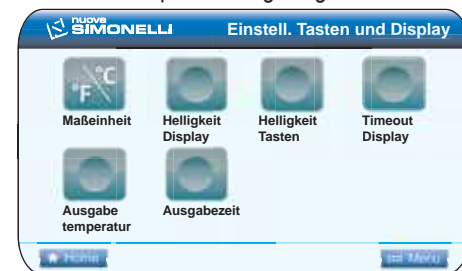 nuova
SIMONELLI
Einstell. Tasten und Display
°F °C
Maßeinheit
Helligkeit
Display
Helligkeit
Tasten
Timeout
Display
Ausgabe
temperatur
Ausgabezeit
Home
Menu